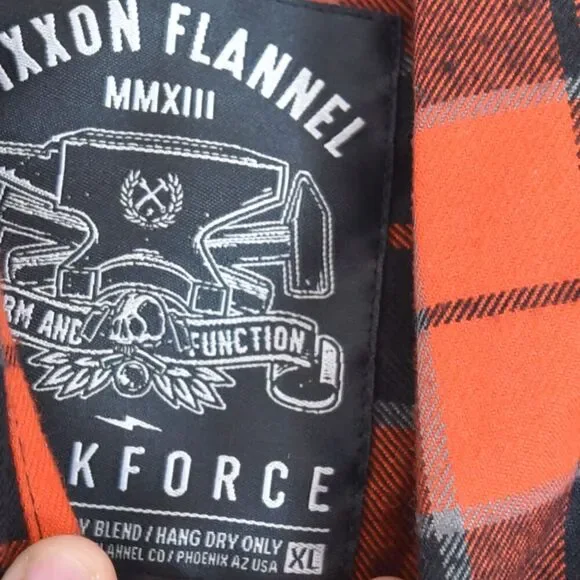 IXXON FLANNEL
MMXIII
RM AND FUNCTION
KFORCE
Y BLEND / HANG DRY ONLY
LANNEL CO / PHOENIX AZ USA XL